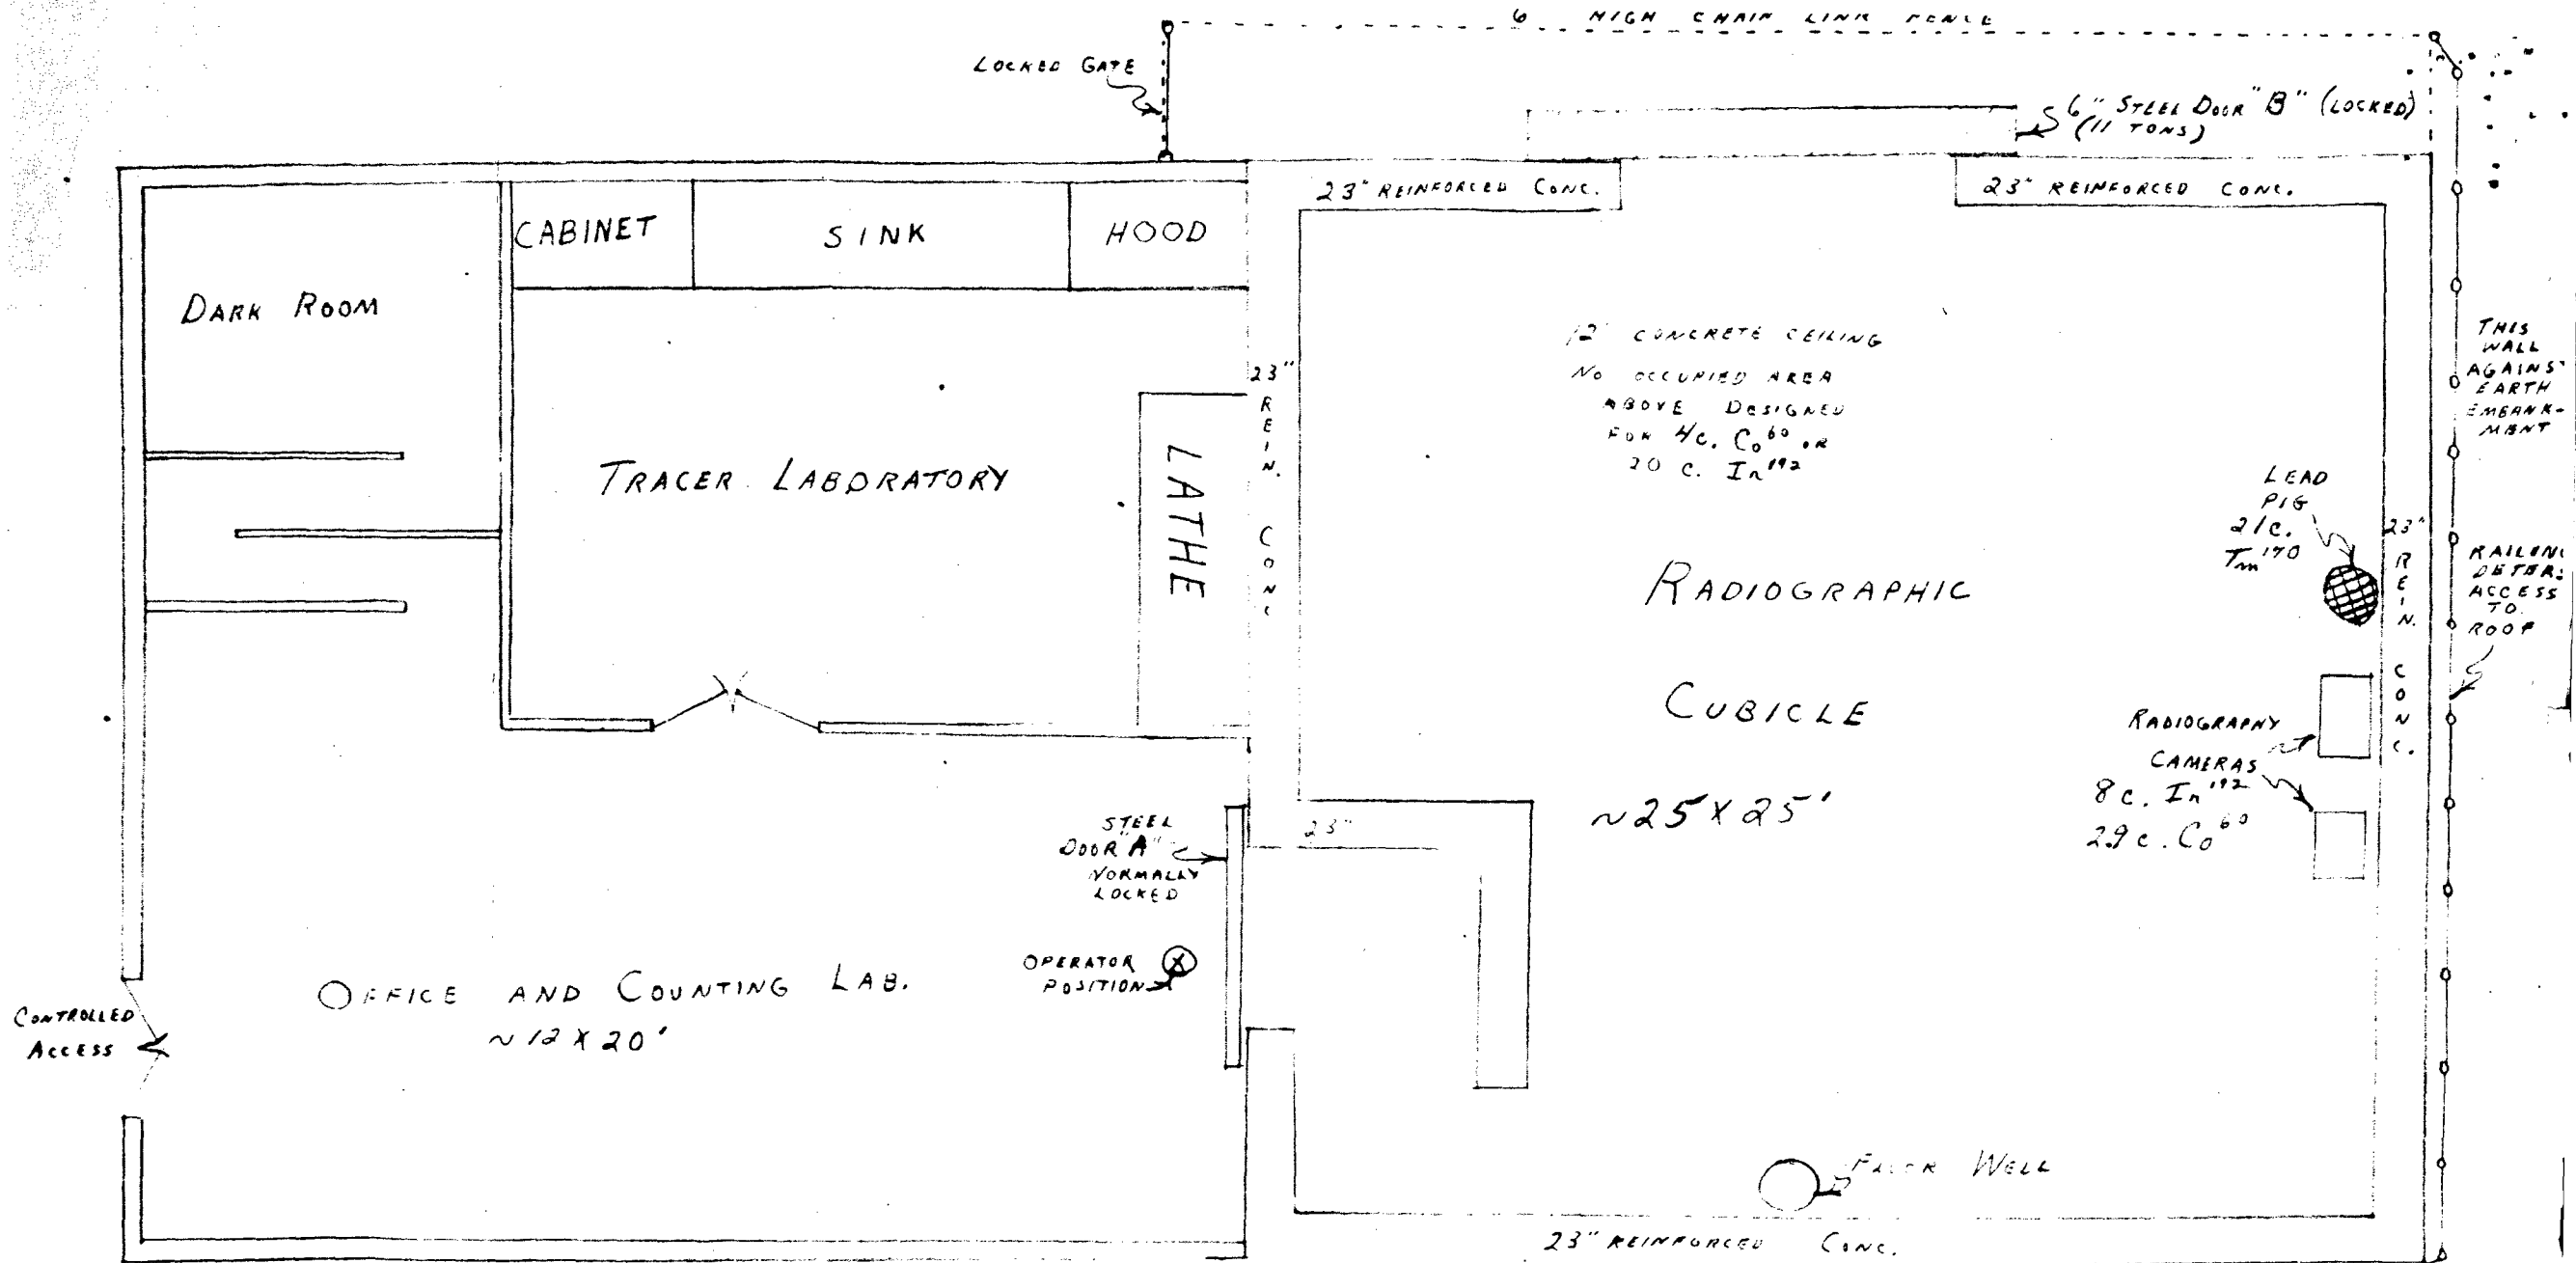 6 HIGH CHAIN LINK FENCE
LOCKED GATE
6" STEEL DOOR "B" (LOCKED)
(11 TONS)
23" REINFORCED CONC.
23" REINFORCED CONC.
CABINET
SINK
HOOD
DARK ROOM
12" CONCRETE CEILING
NO OCCUPIED AREA
ABOVE DESIGNED
FOR 4c. Co60 OR
20 C. Ir192
THIS
WALL
AGAINST
EARTH
EMBANK-
MENT
23"
REIN. CONC
LATHE
TRACER LABORATORY
LEAD
PIG
21c.
Tm170
23"
REIN. CONC.
RAILING
DETERS
ACCESS
TO
ROOF
RADIOGRAPHIC
CUBICLE
~25 X 25'
RADIOGRAPHY
CAMERAS
8 c. Ir192
29 c. Co60
STEEL
DOOR "A"
NORMALLY
LOCKED
23"
OPERATOR
POSITION
X
OFFICE AND COUNTING LAB.
~12 X 20'
CONTROLLED
ACCESS
FLOOR WELL
23" REINFORCED CONC.